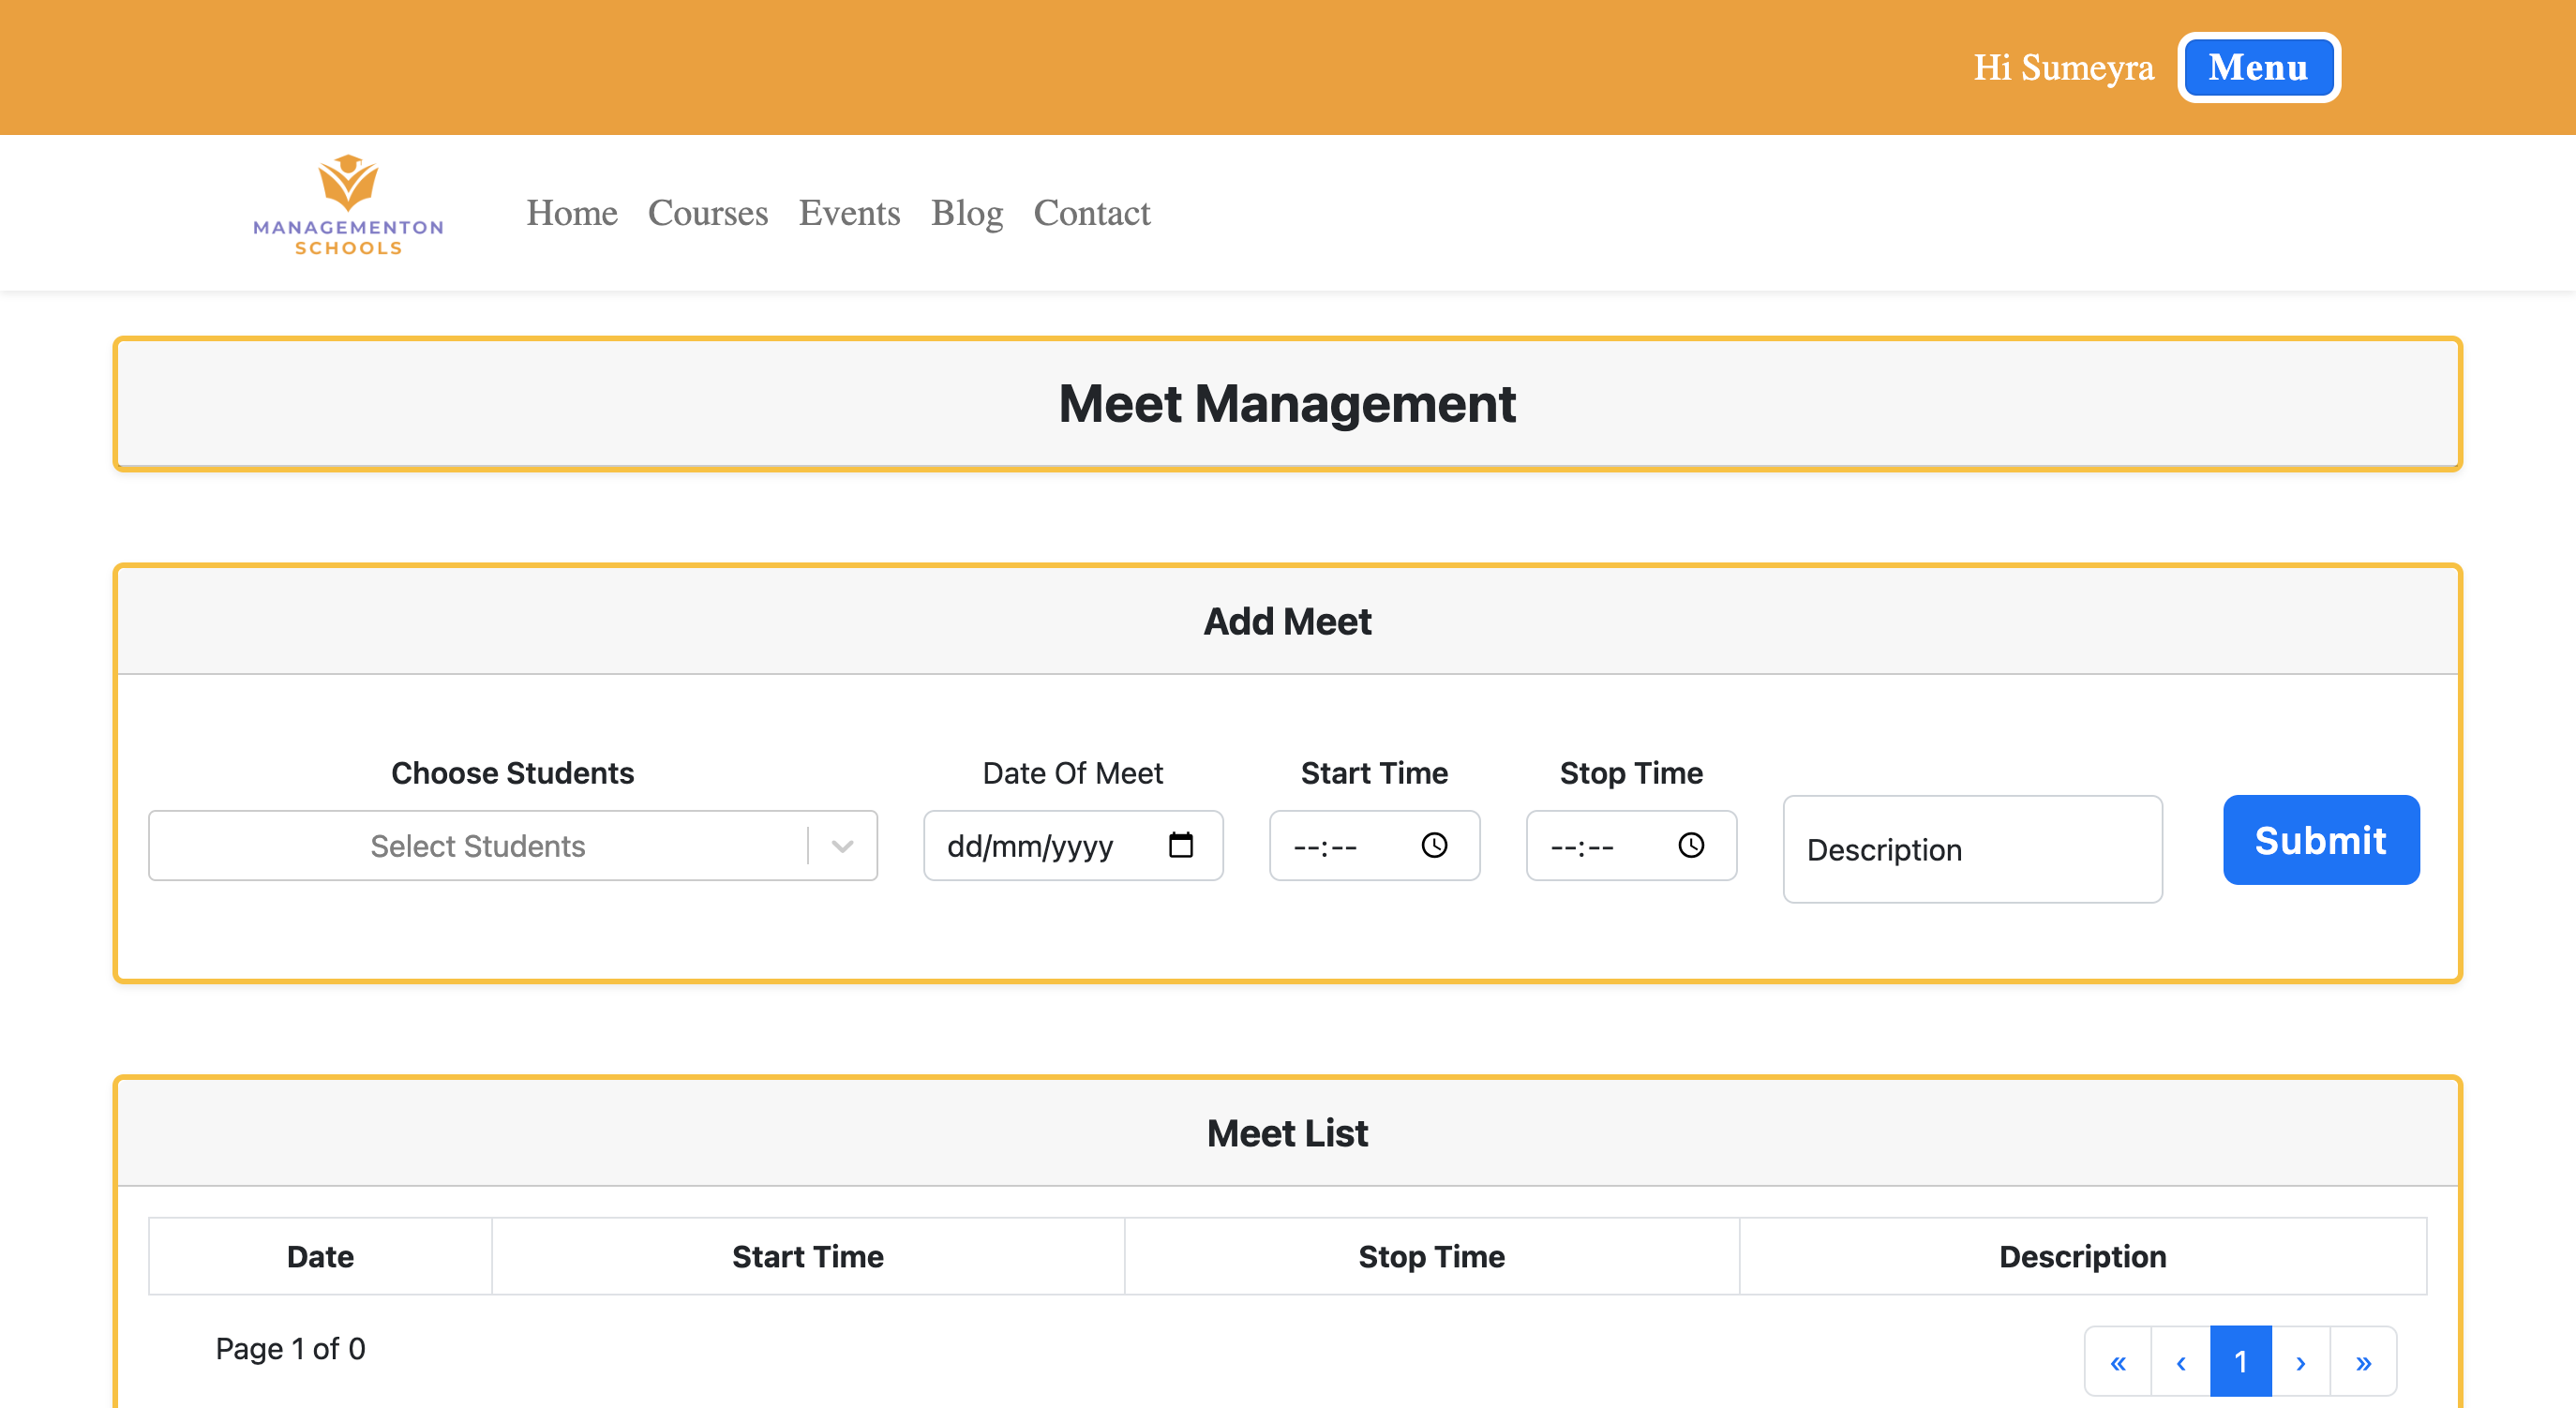 Hi Sumeyra Menu
MANAGEMENTON
SCHOOLS
Home Courses Events Blog Contact
Meet Management
Add Meet
Choose Students Date Of Meet Start Time Stop Time
Select Students dd/mm/yyyy --:-- --:-- Description Submit
Meet List
Date Start Time Stop Time Description
Page 1 of 0 « ‹ 1 › »